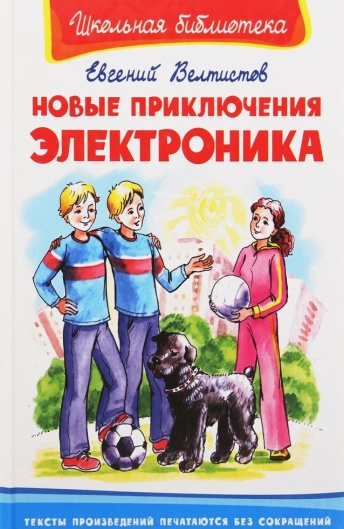 Школьная библиотека
Евгений Велтистов
НОВЫЕ ПРИКЛЮЧЕНИЯ
ЭЛЕКТРОНИКА
ТЕКСТЫ ПРОИЗВЕДЕНИЙ ПЕЧАТАЮТСЯ БЕЗ СОКРАЩЕНИЙ